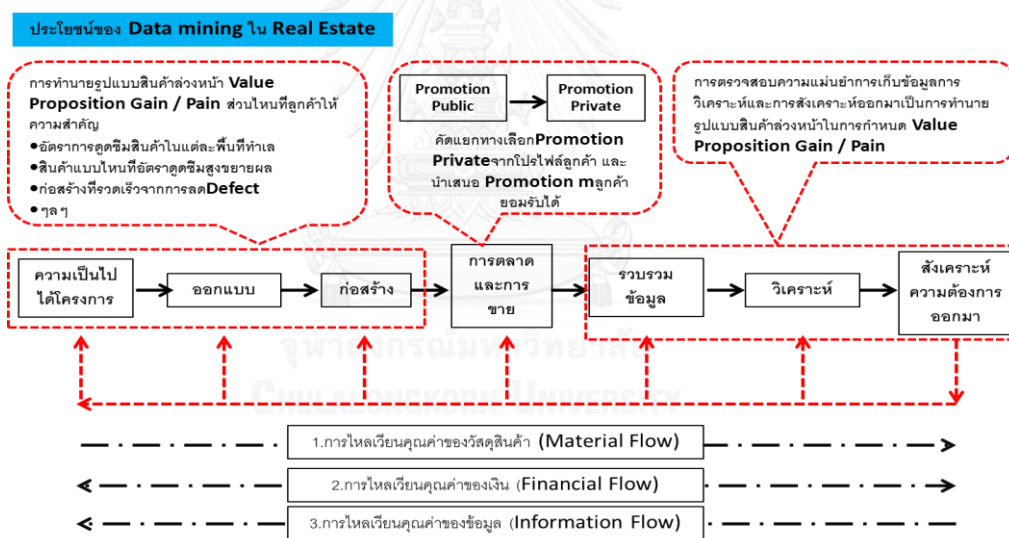 ประโยชน์ของ Data mining ใน Real Estate
การทำนายรูปแบบสินค้าล่วงหน้า Value
Proposition Gain / Pain ส่วนไหนที่ลูกค้าให้
ความสำคัญ
●อัตราการดูดซึมสินค้าในแต่ละพื้นที่ทำเล
●สินค้าแบบไหนที่อัตราดูดซึมสูงขยายผล
●ก่อสร้างที่รวดเร็วจากการลดDefect
●ๆลๆ
Promotion
Public
Promotion
Private
คัดแยกทางเลือกPromotion
Privateจากโปรไฟล์ลูกค้า และ
นำเสนอ Promotion mลูกค้า
ยอมรับได้
การตรวจสอบความแม่นยำการเก็บข้อมูลการ
วิเคราะห์และการสังเคราะห์ออกมาเป็นการทำนาย
รูปแบบสินค้าล่วงหน้าในการกำหนด Value
Proposition Gain / Pain
ความเป็นไป
ได้โครงการ
ออกแบบ
ก่อสร้าง
การตลาด
และการ
ขาย
รวบรวม
ข้อมูล
วิเคราะห์
สังเคราะห์
ความต้องการ
ออกมา
จุฬาลงกรณ์มหาวิทยาลัย
CHULALONGKORN UNIVERSITY
1.การไหลเวียนคุณค่าของวัสดุสินค้า (Material Flow)
2.การไหลเวียนคุณค่าของเงิน (Financial Flow)
3.การไหลเวียนคุณค่าของข้อมูล (Information Flow)